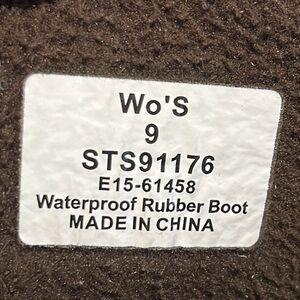 Wo'S
9
STS91176
E15-61458
Waterproof Rubber Boot
MADE IN CHINA